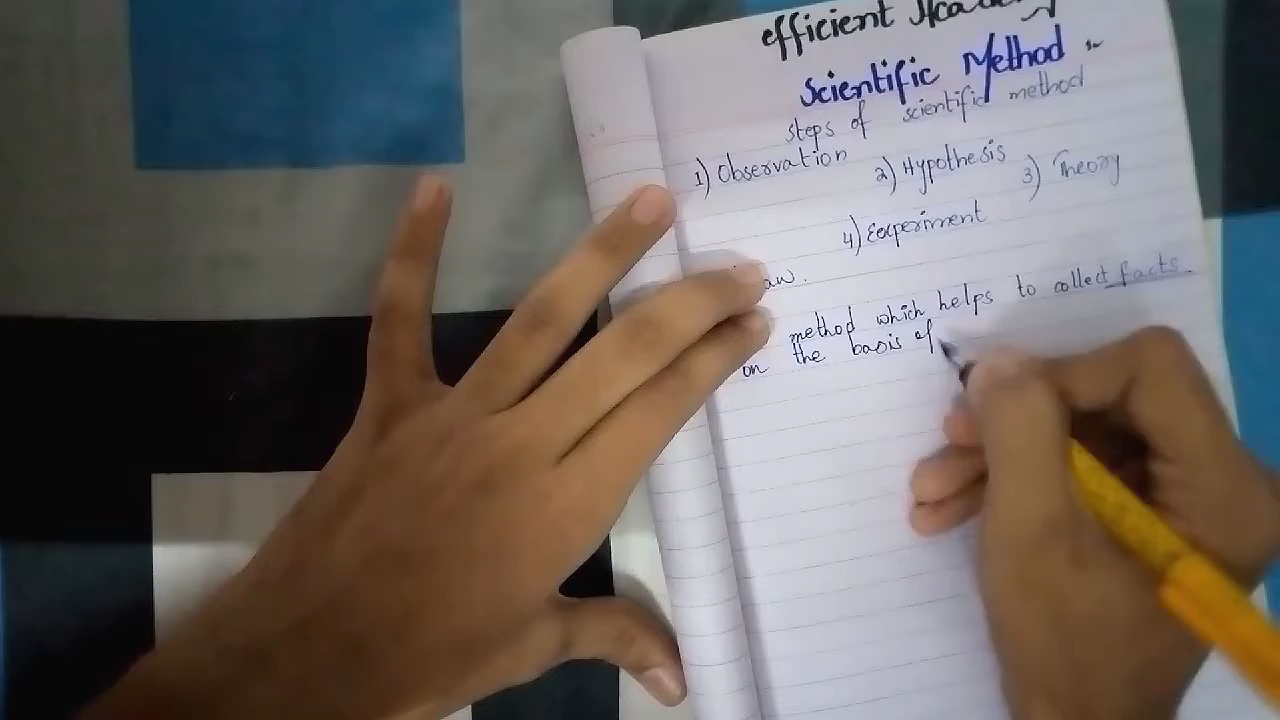 efficient Academy
Scientific Method
steps of scientific method
1) Observation 2) Hypothesis 3) Theory
4) Experiment
aw.
method which helps to collect facts.
on the basis of